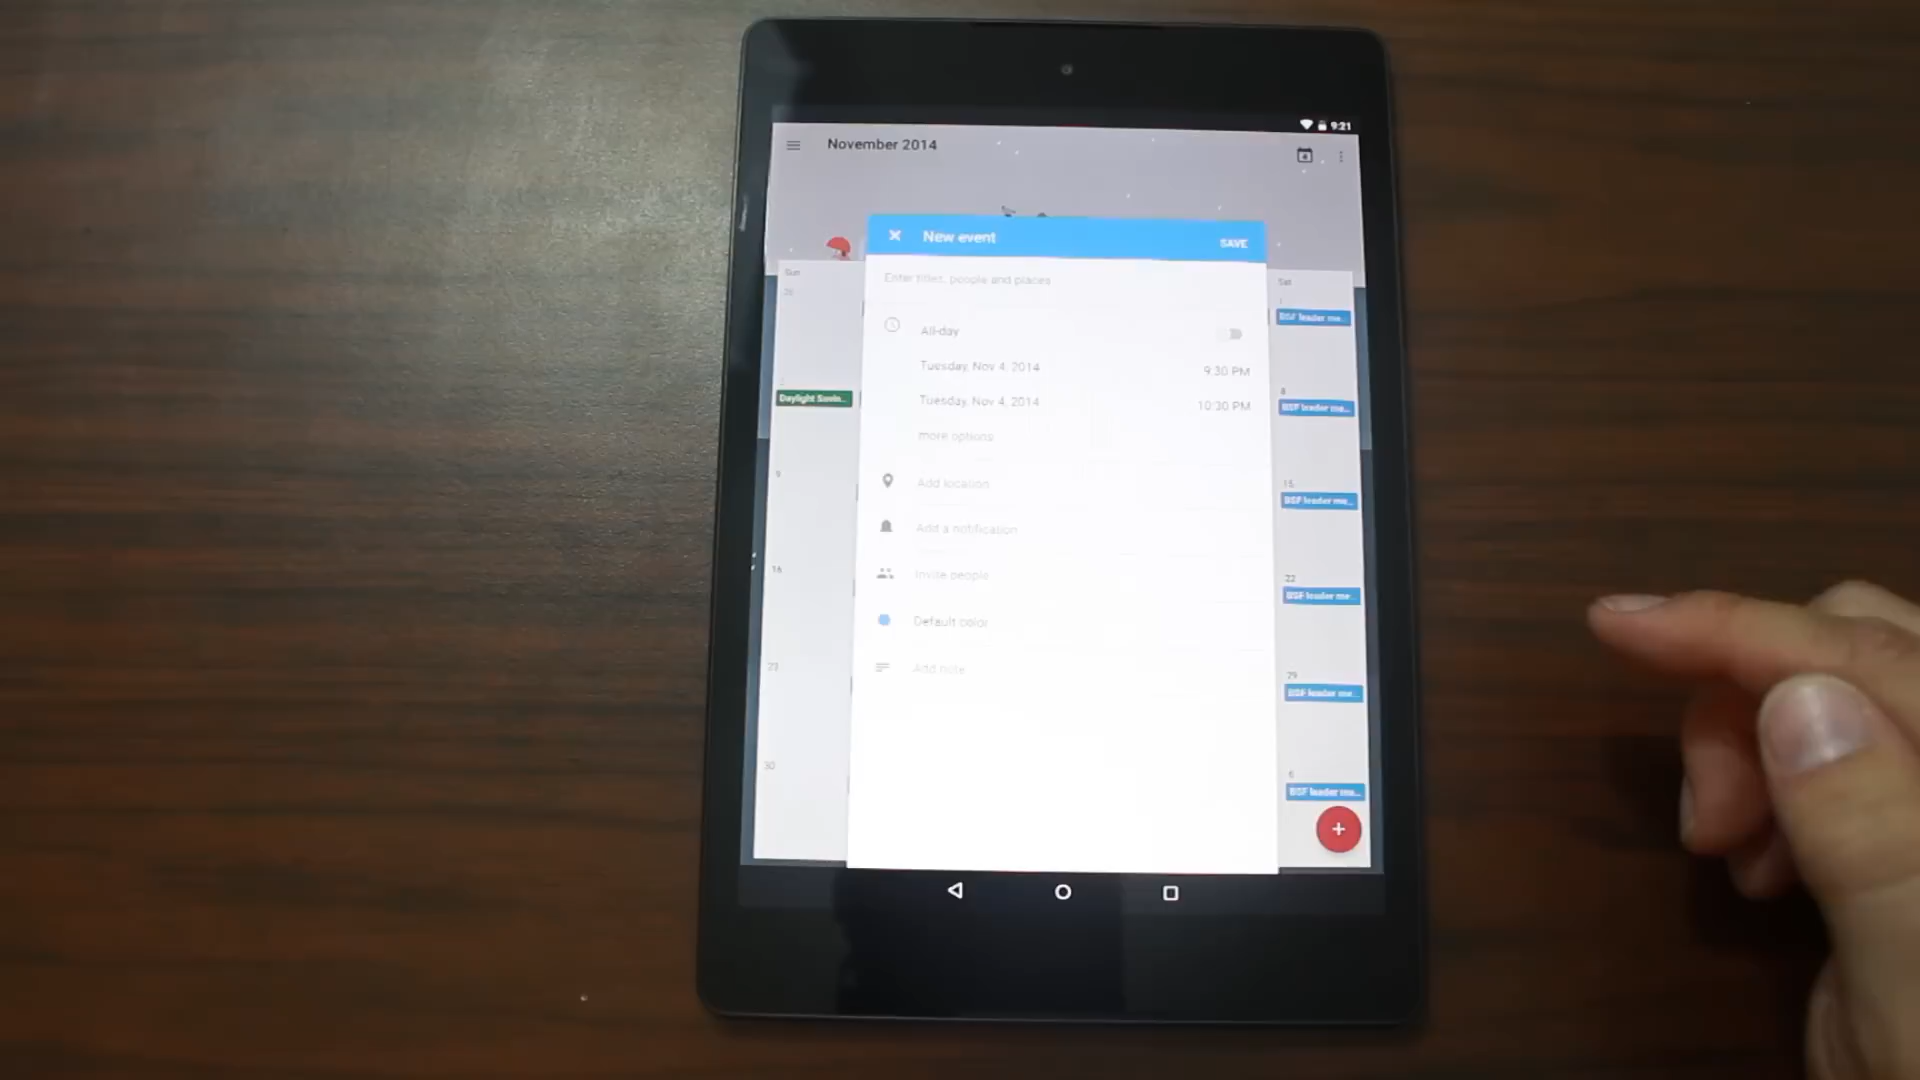 9:21
November 2014
New event
SAVE
Enter titles, people and places
Sun
Sat
26
1
BSF leader me...
All-day
Tuesday, Nov 4, 2014
9:30 PM
Daylight Savin...
Tuesday, Nov 4, 2014
10:30 PM
8
BSF leader me...
more options
9
Add location
15
BSF leader me...
Add a notification
16
Invite people
22
BSF leader me...
Default color
23
Add note
29
BSF leader me...
30
6
BSF leader me...
+